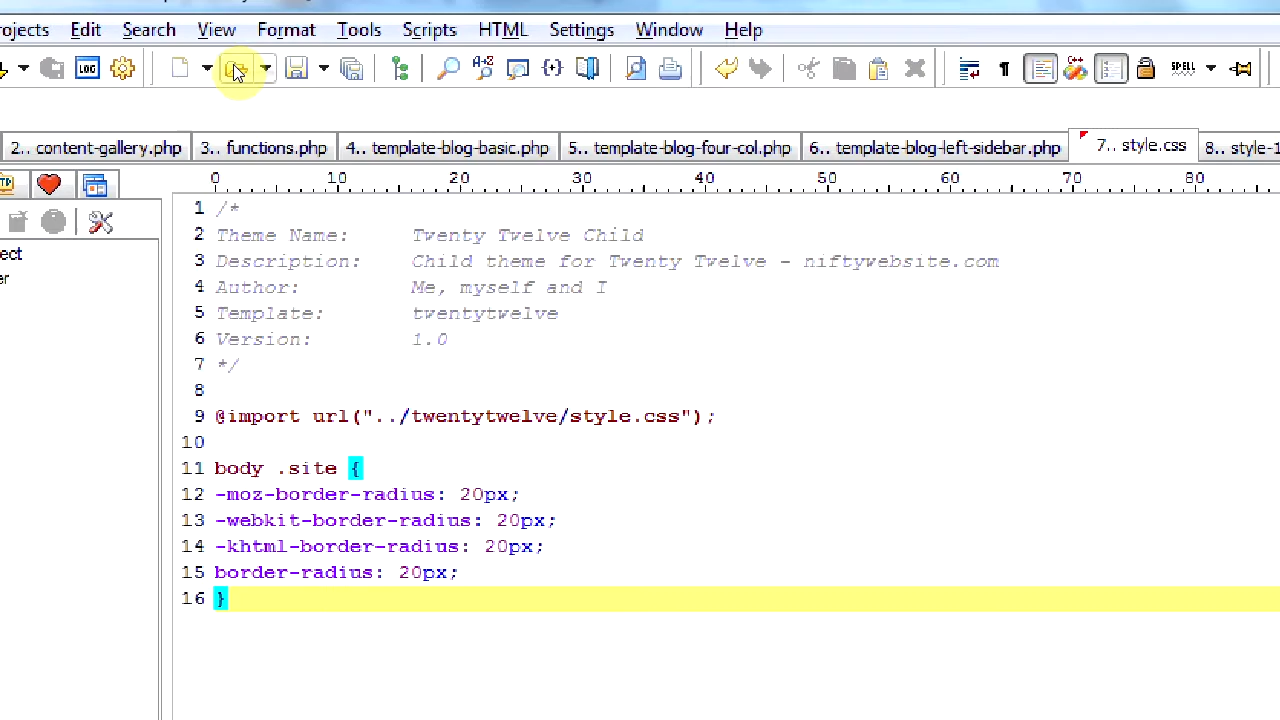 rojects Edit Search View Format Tools Scripts HTML Settings Window Help
LOG SPELL
2.. content-gallery.php 3.. functions.php 4.. template-blog-basic.php 5.. template-blog-four-col.php 6.. template-blog-left-sidebar.php 7.. style.css 8.. style-1
0 10 20 30 40 50 60 70 80
ect
er
1 /*
2 Theme Name: Twenty Twelve Child
3 Description: Child theme for Twenty Twelve - niftywebsite.com
4 Author: Me, myself and I
5 Template: twentytwelve
6 Version: 1.0
7 */
8
9 @import url("../twentytwelve/style.css");
10
11 body .site {
12 -moz-border-radius: 20px;
13 -webkit-border-radius: 20px;
14 -khtml-border-radius: 20px;
15 border-radius: 20px;
16 }